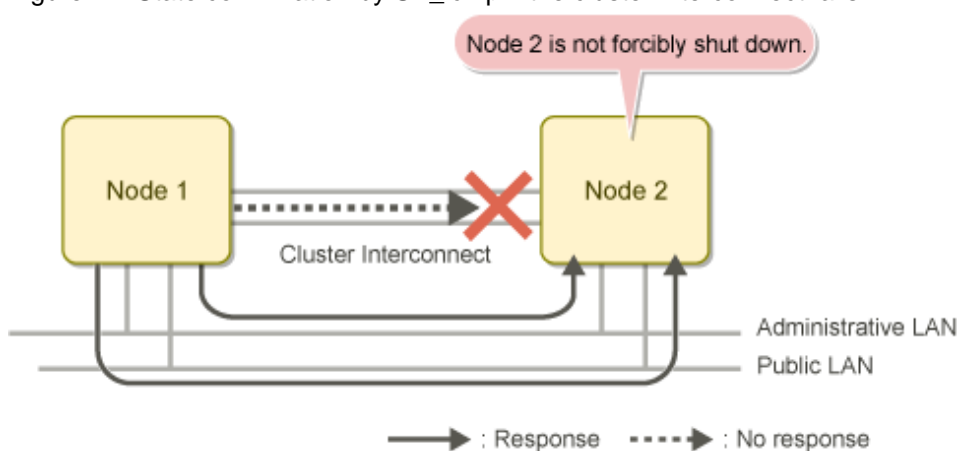 Node 2 is not forcibly shut down.
Node 1
Node 2
Cluster Interconnect
Administrative LAN
Public LAN
: Response
: No response